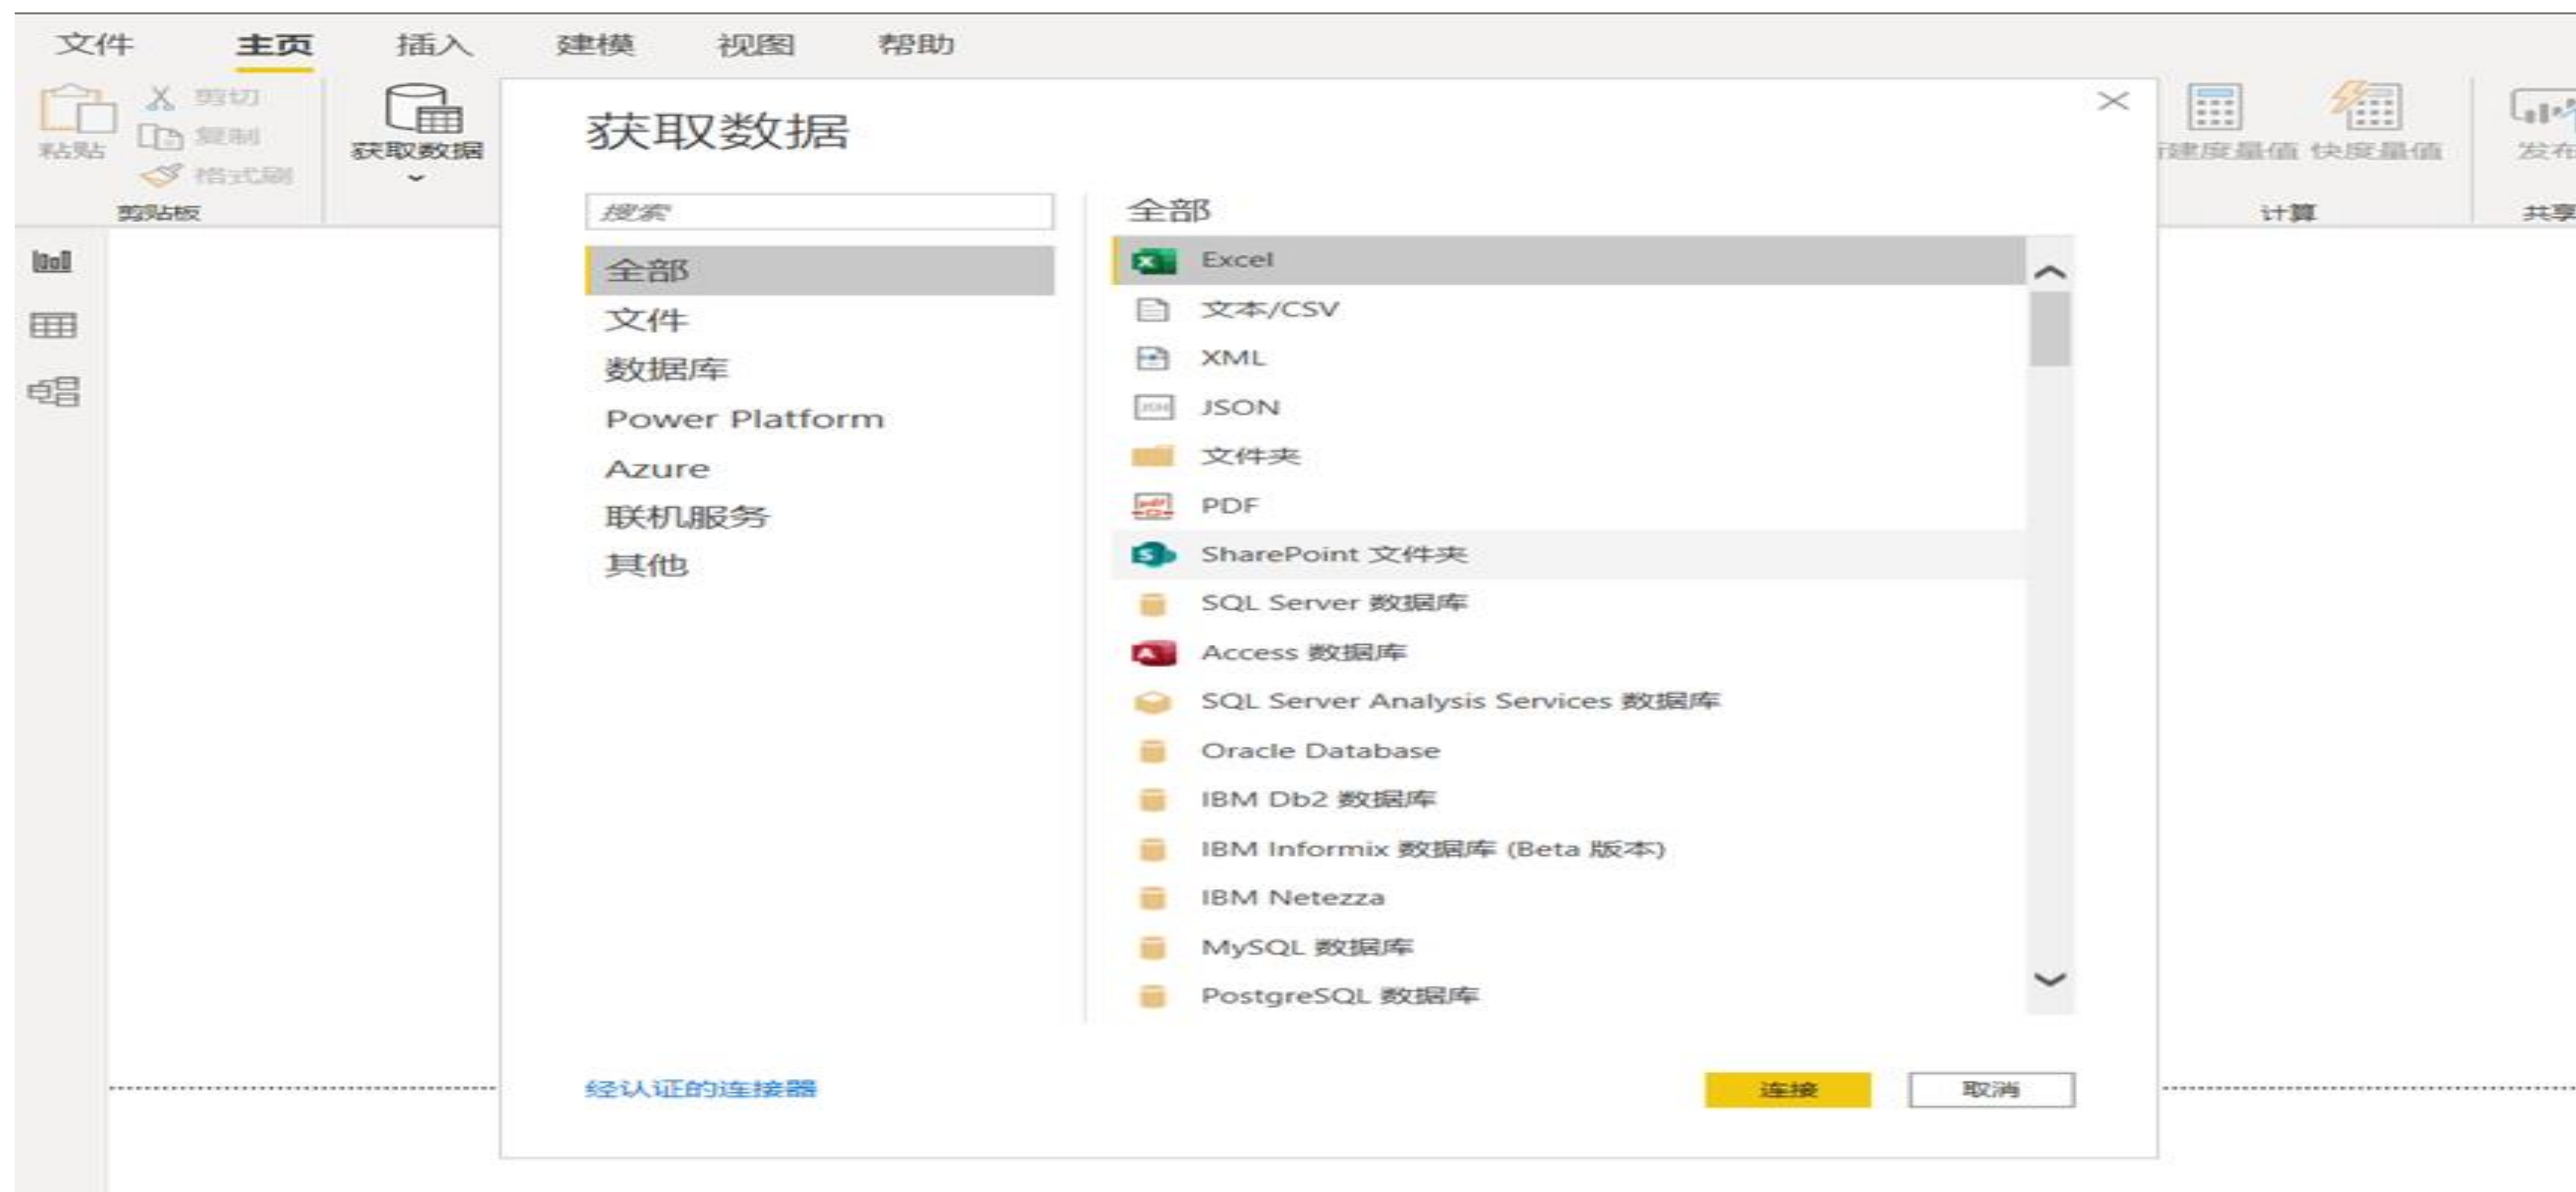 文件 主页 插入 建模 视图 帮助
粘贴 剪切
复制
格式刷
剪贴板
获取数据
获取数据
搜索
全部
文件
数据库
Power Platform
Azure
联机服务
其他
全部
Excel
文本/CSV
XML
JSON
文件夹
PDF
SharePoint 文件夹
SQL Server 数据库
Access 数据库
SQL Server Analysis Services 数据库
Oracle Database
IBM Db2 数据库
IBM Informix 数据库 (Beta 版本)
IBM Netezza
MySQL 数据库
PostgreSQL 数据库
经认证的连接器
连接 取消
建度量值 快度量值
计算
发布
共享